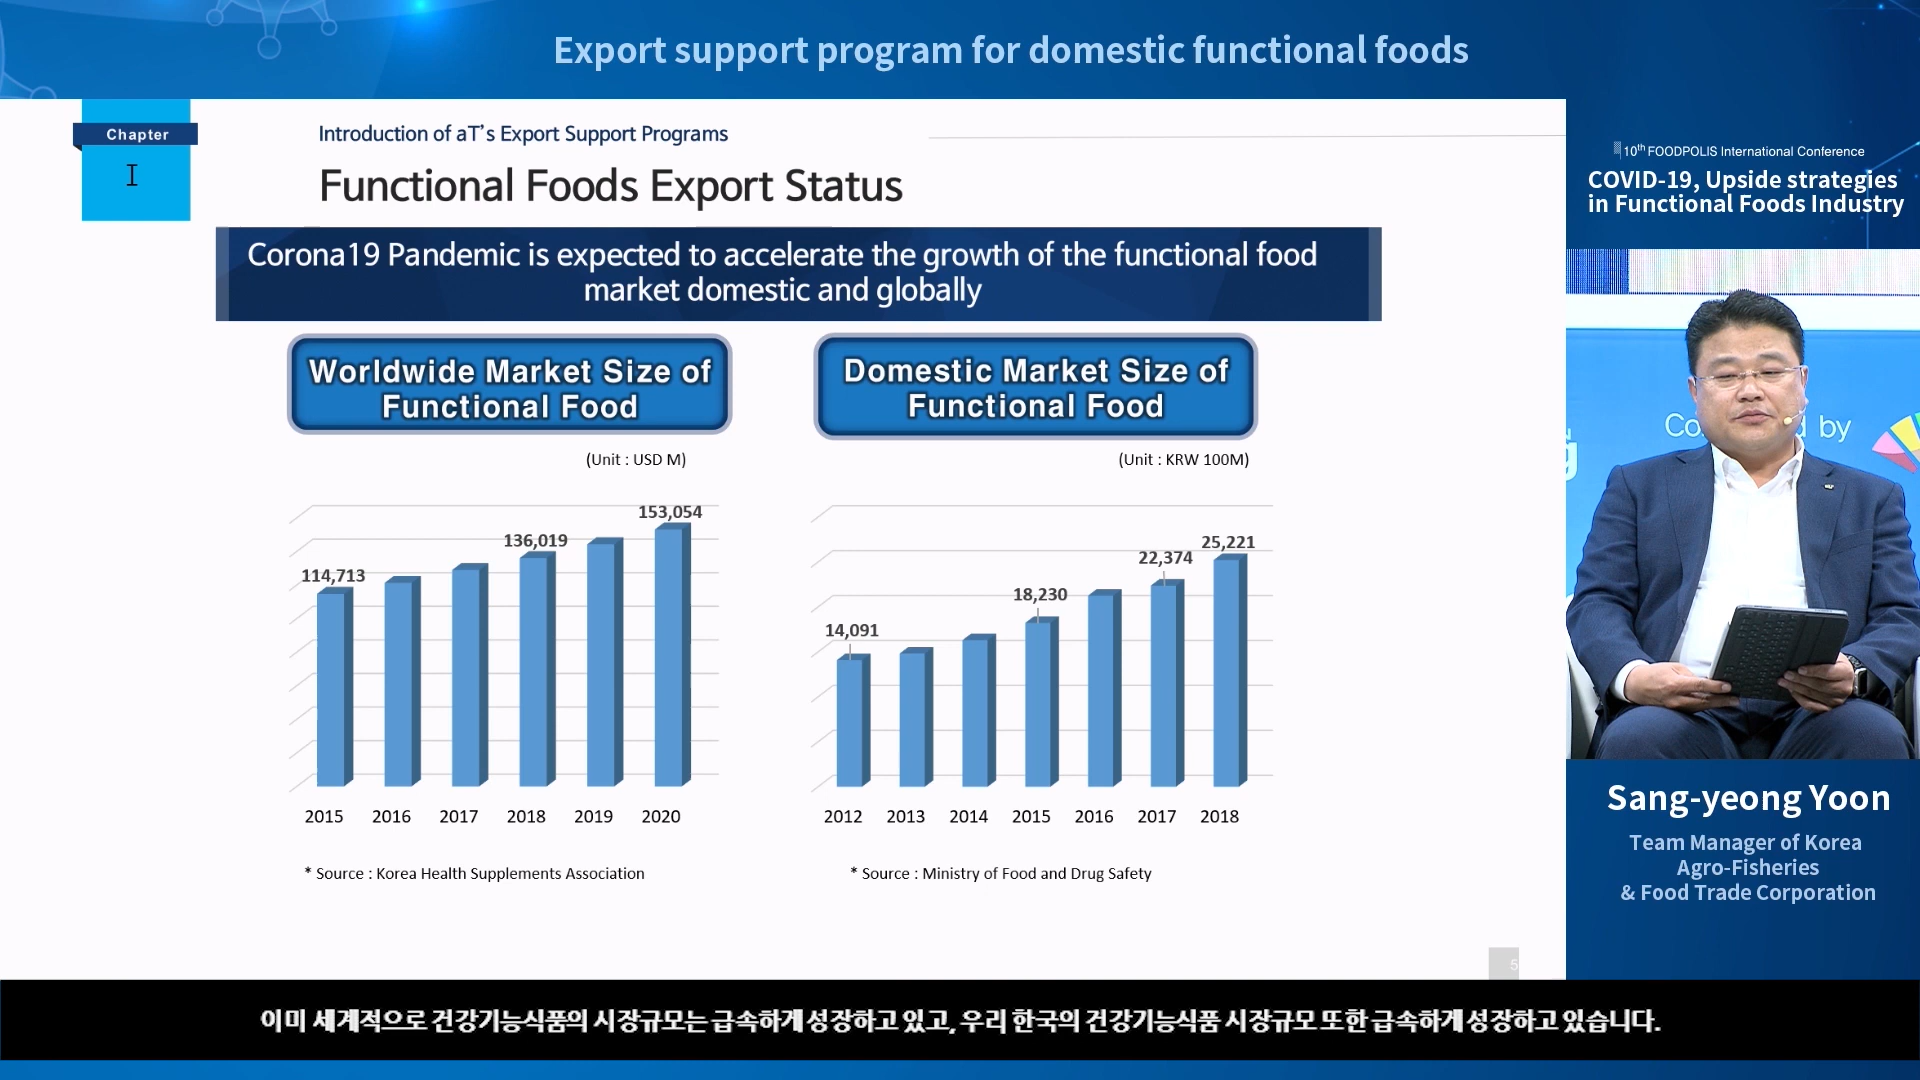 Export support program for domestic functional foods
Chapter
I
Introduction of aT's Export Support Programs
Functional Foods Export Status
Corona19 Pandemic is expected to accelerate the growth of the functional food
market domestic and globally
Worldwide Market Size of
Functional Food
(Unit : USD M)
114,713
136,019
153,054
2015 2016 2017 2018 2019 2020
* Source : Korea Health Supplements Association
Domestic Market Size of
Functional Food
(Unit : KRW 100M)
14,091
18,230
22,374
25,221
2012 2013 2014 2015 2016 2017 2018
* Source : Ministry of Food and Drug Safety
5
10th FOODPOLIS International Conference
COVID-19, Upside strategies
in Functional Foods Industry
by
Sang-yeong Yoon
Team Manager of Korea
Agro-Fisheries
& Food Trade Corporation
이미 세계적으로 건강기능식품의 시장규모는 급속하게 성장하고 있고, 우리 한국의 건강기능식품 시장규모 또한 급속하게 성장하고 있습니다.